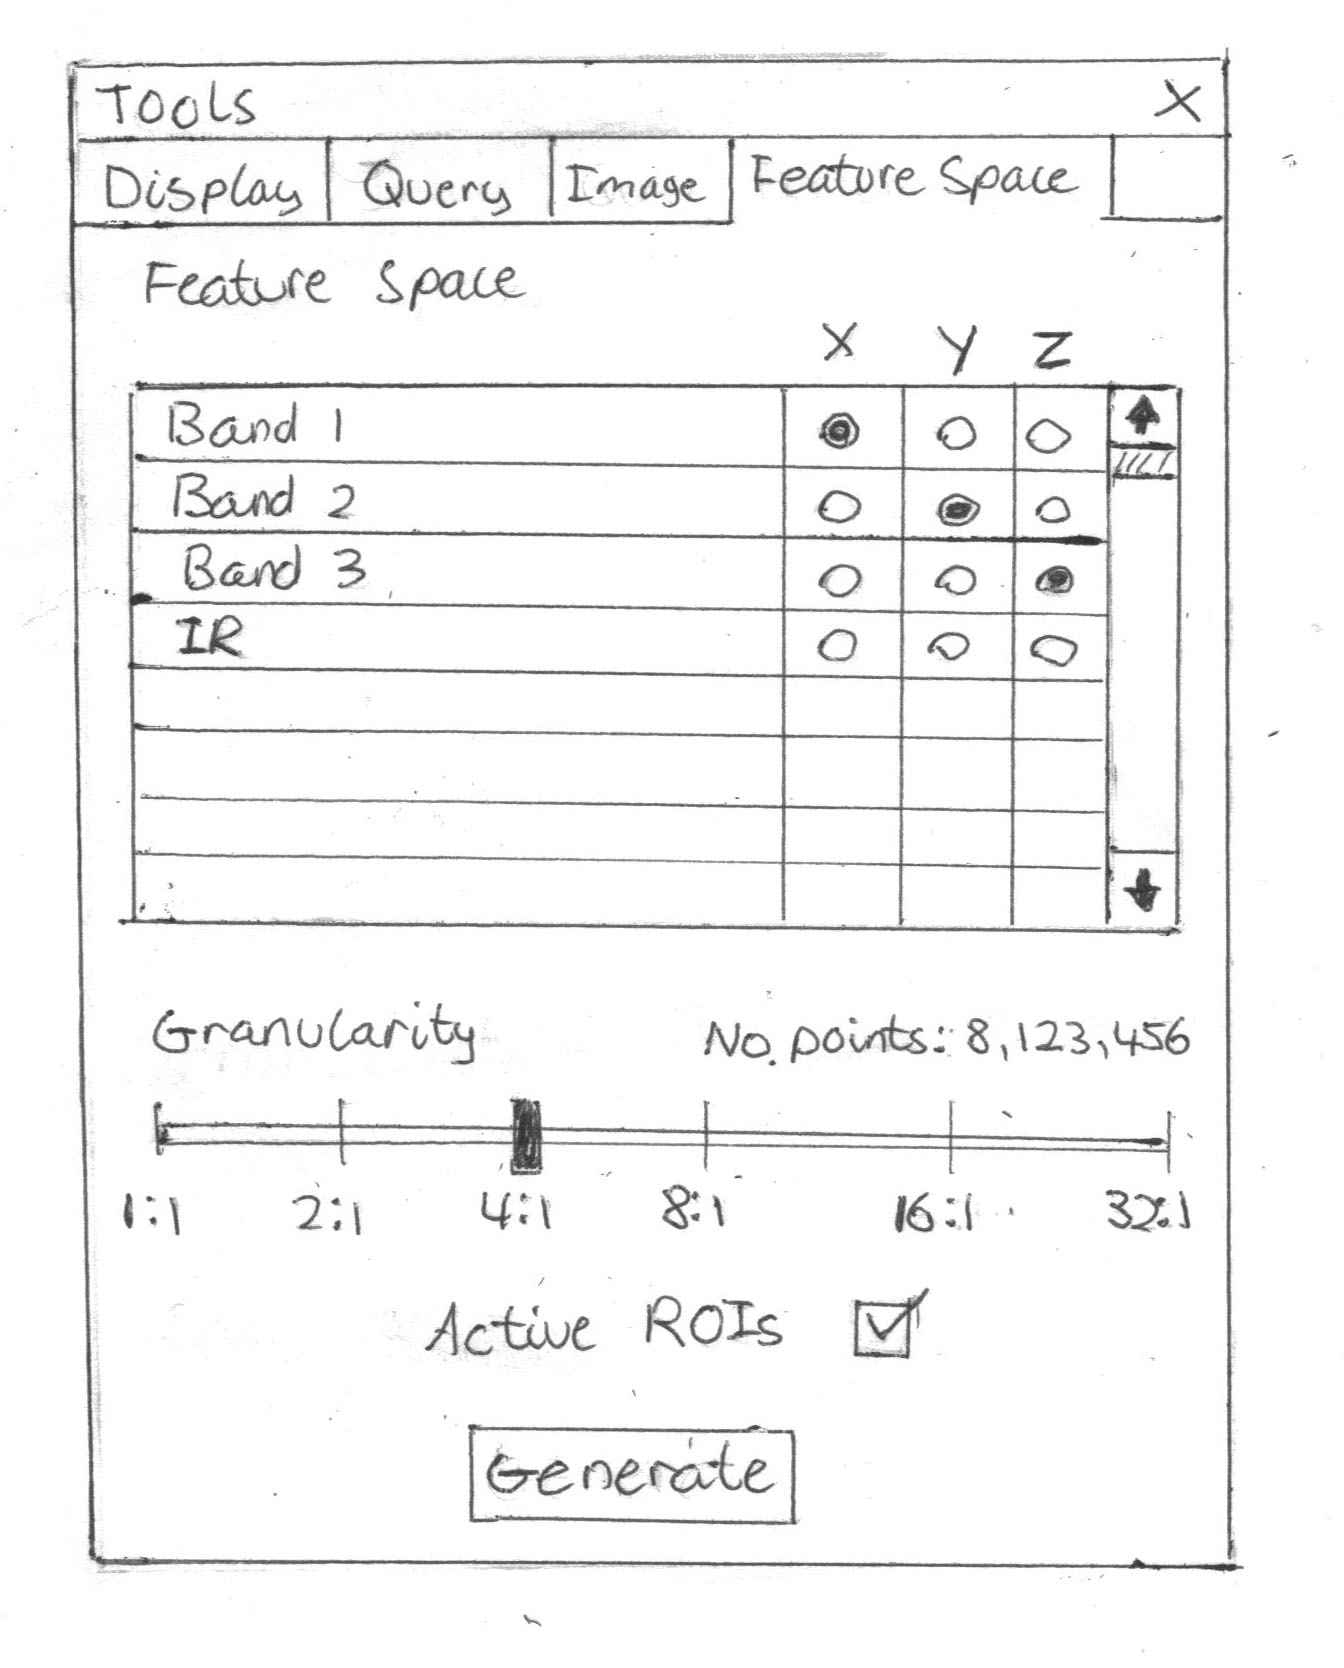 Tools X
Display Query Image Feature Space
Feature Space
X Y Z
Band 1
Band 2
Band 3
IR
Granularity No. points: 8,123,456
1:1 2:1 4:1 8:1 16:1 32:1
Active ROIs
Generate